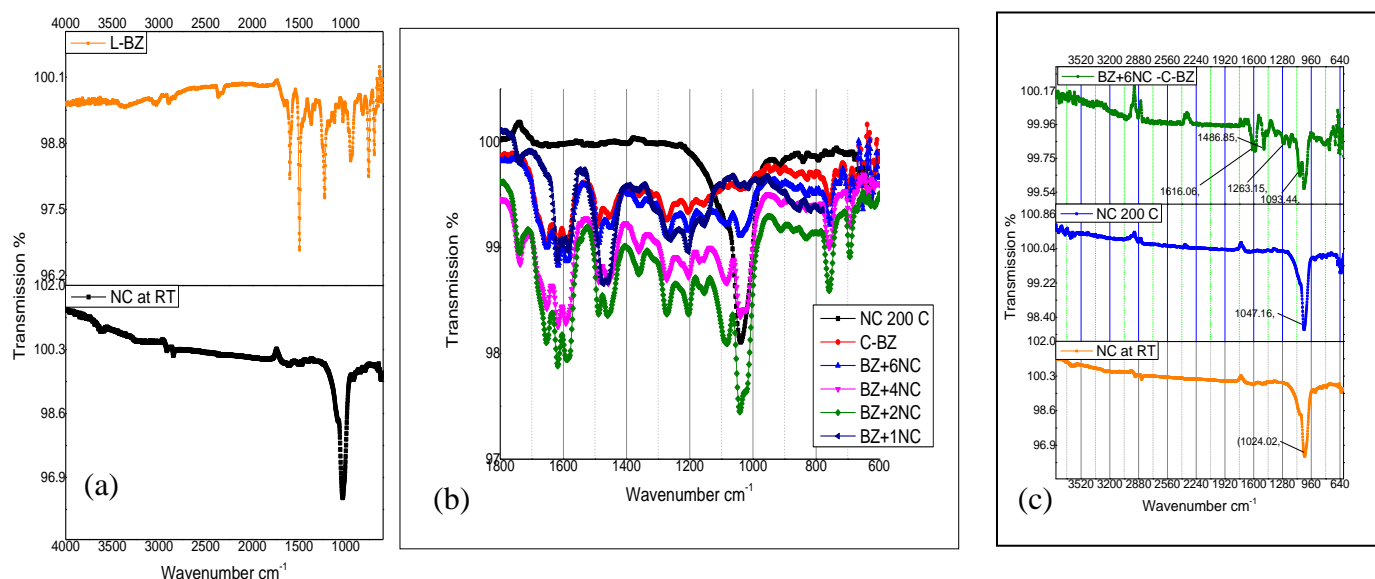 4000 3500 3000 2500 2000 1500 1000
L-BZ
100.1
98.8
97.5
96.2
102.0
NC at RT
100.3
98.6
96.9
Transmission %
(a)
4000 3500 3000 2500 2000 1500 1000
Wavenumber cm-1
100
99
98
97
Transmission %
NC 200 C
C-BZ
BZ+6NC
BZ+4NC
BZ+2NC
BZ+1NC
(b)
1800 1600 1400 1200 1000 800 600
Wavenumber cm-1
(c)
3520 3200 2880 2560 2240 1920 1600 1280 960 640
BZ+6NC -C-BZ
100.17
99.96
99.75
99.54
1486.85,
1616.06,
1263.15,
1093.44,
100.86
NC 200 C
100.04
99.22
98.40
1047.16,
102.0
NC at RT
100.3
98.6
96.9
(1024.02,
Transmission %
3520 3200 2880 2560 2240 1920 1600 1280 960 640
Wavenumber cm-1